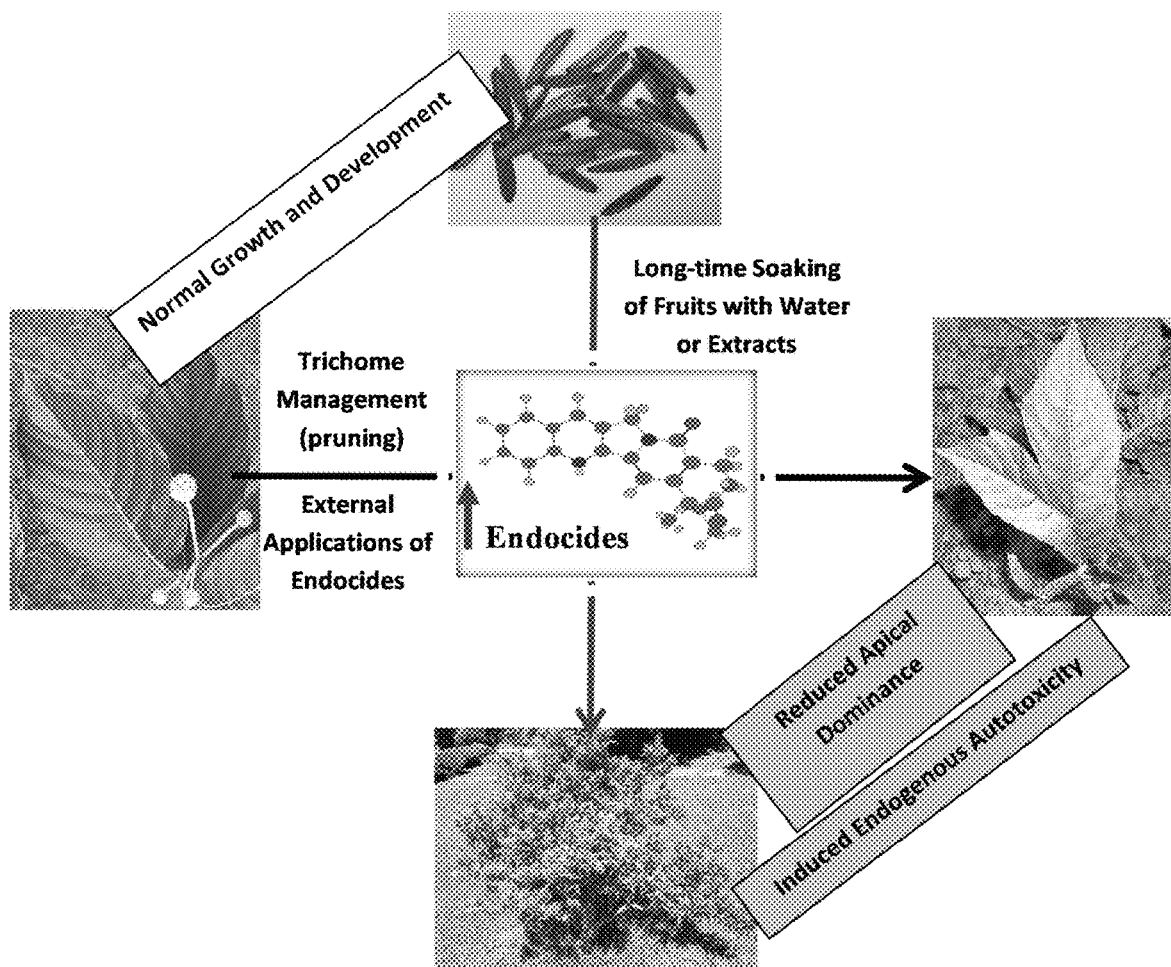 Normal Growth and Development
Long-time Soaking
of Fruits with Water
or Extracts
Trichome
Management
(pruning)
External
Applications of
Endocides
Endocides
Reduced Apical
Dominance
Induced Endogenous Autotoxicity